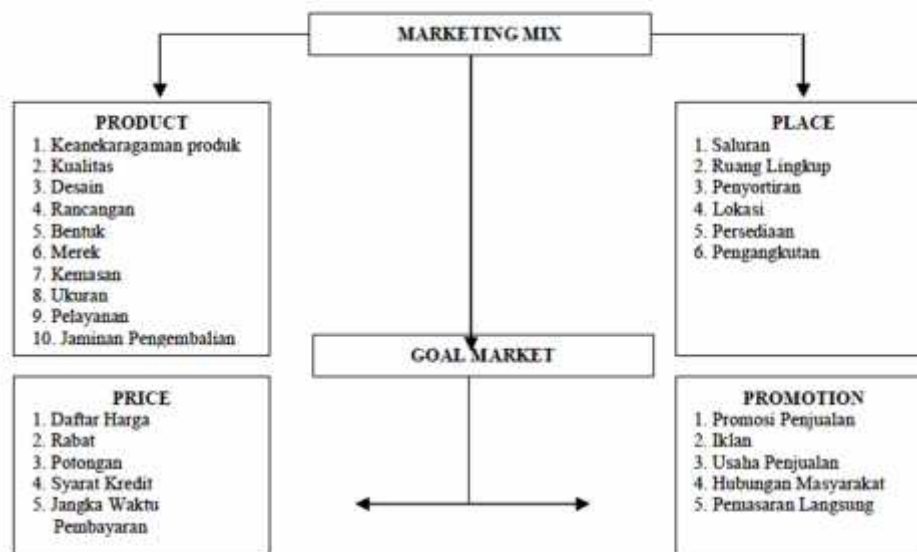 MARKETING MIX
PRODUCT
1. Keanekaragaman produk
2. Kualitas
3. Desain
4. Rancangan
5. Bentuk
6. Merek
7. Kemasan
8. Ukuran
9. Pelayanan
10. Jaminan Pengembalian
PLACE
1. Saluran
2. Ruang Lingkup
3. Penyortiran
4. Lokasi
5. Persediaan
6. Pengangkutan
GOAL MARKET
PRICE
1. Daftar Harga
2. Rabat
3. Potongan
4. Syarat Kredit
5. Jangka Waktu
Pembayaran
PROMOTION
1. Promosi Penjualan
2. Iklan
3. Usaha Penjualan
4. Hubungan Masyarakat
5. Pemasaran Langsung